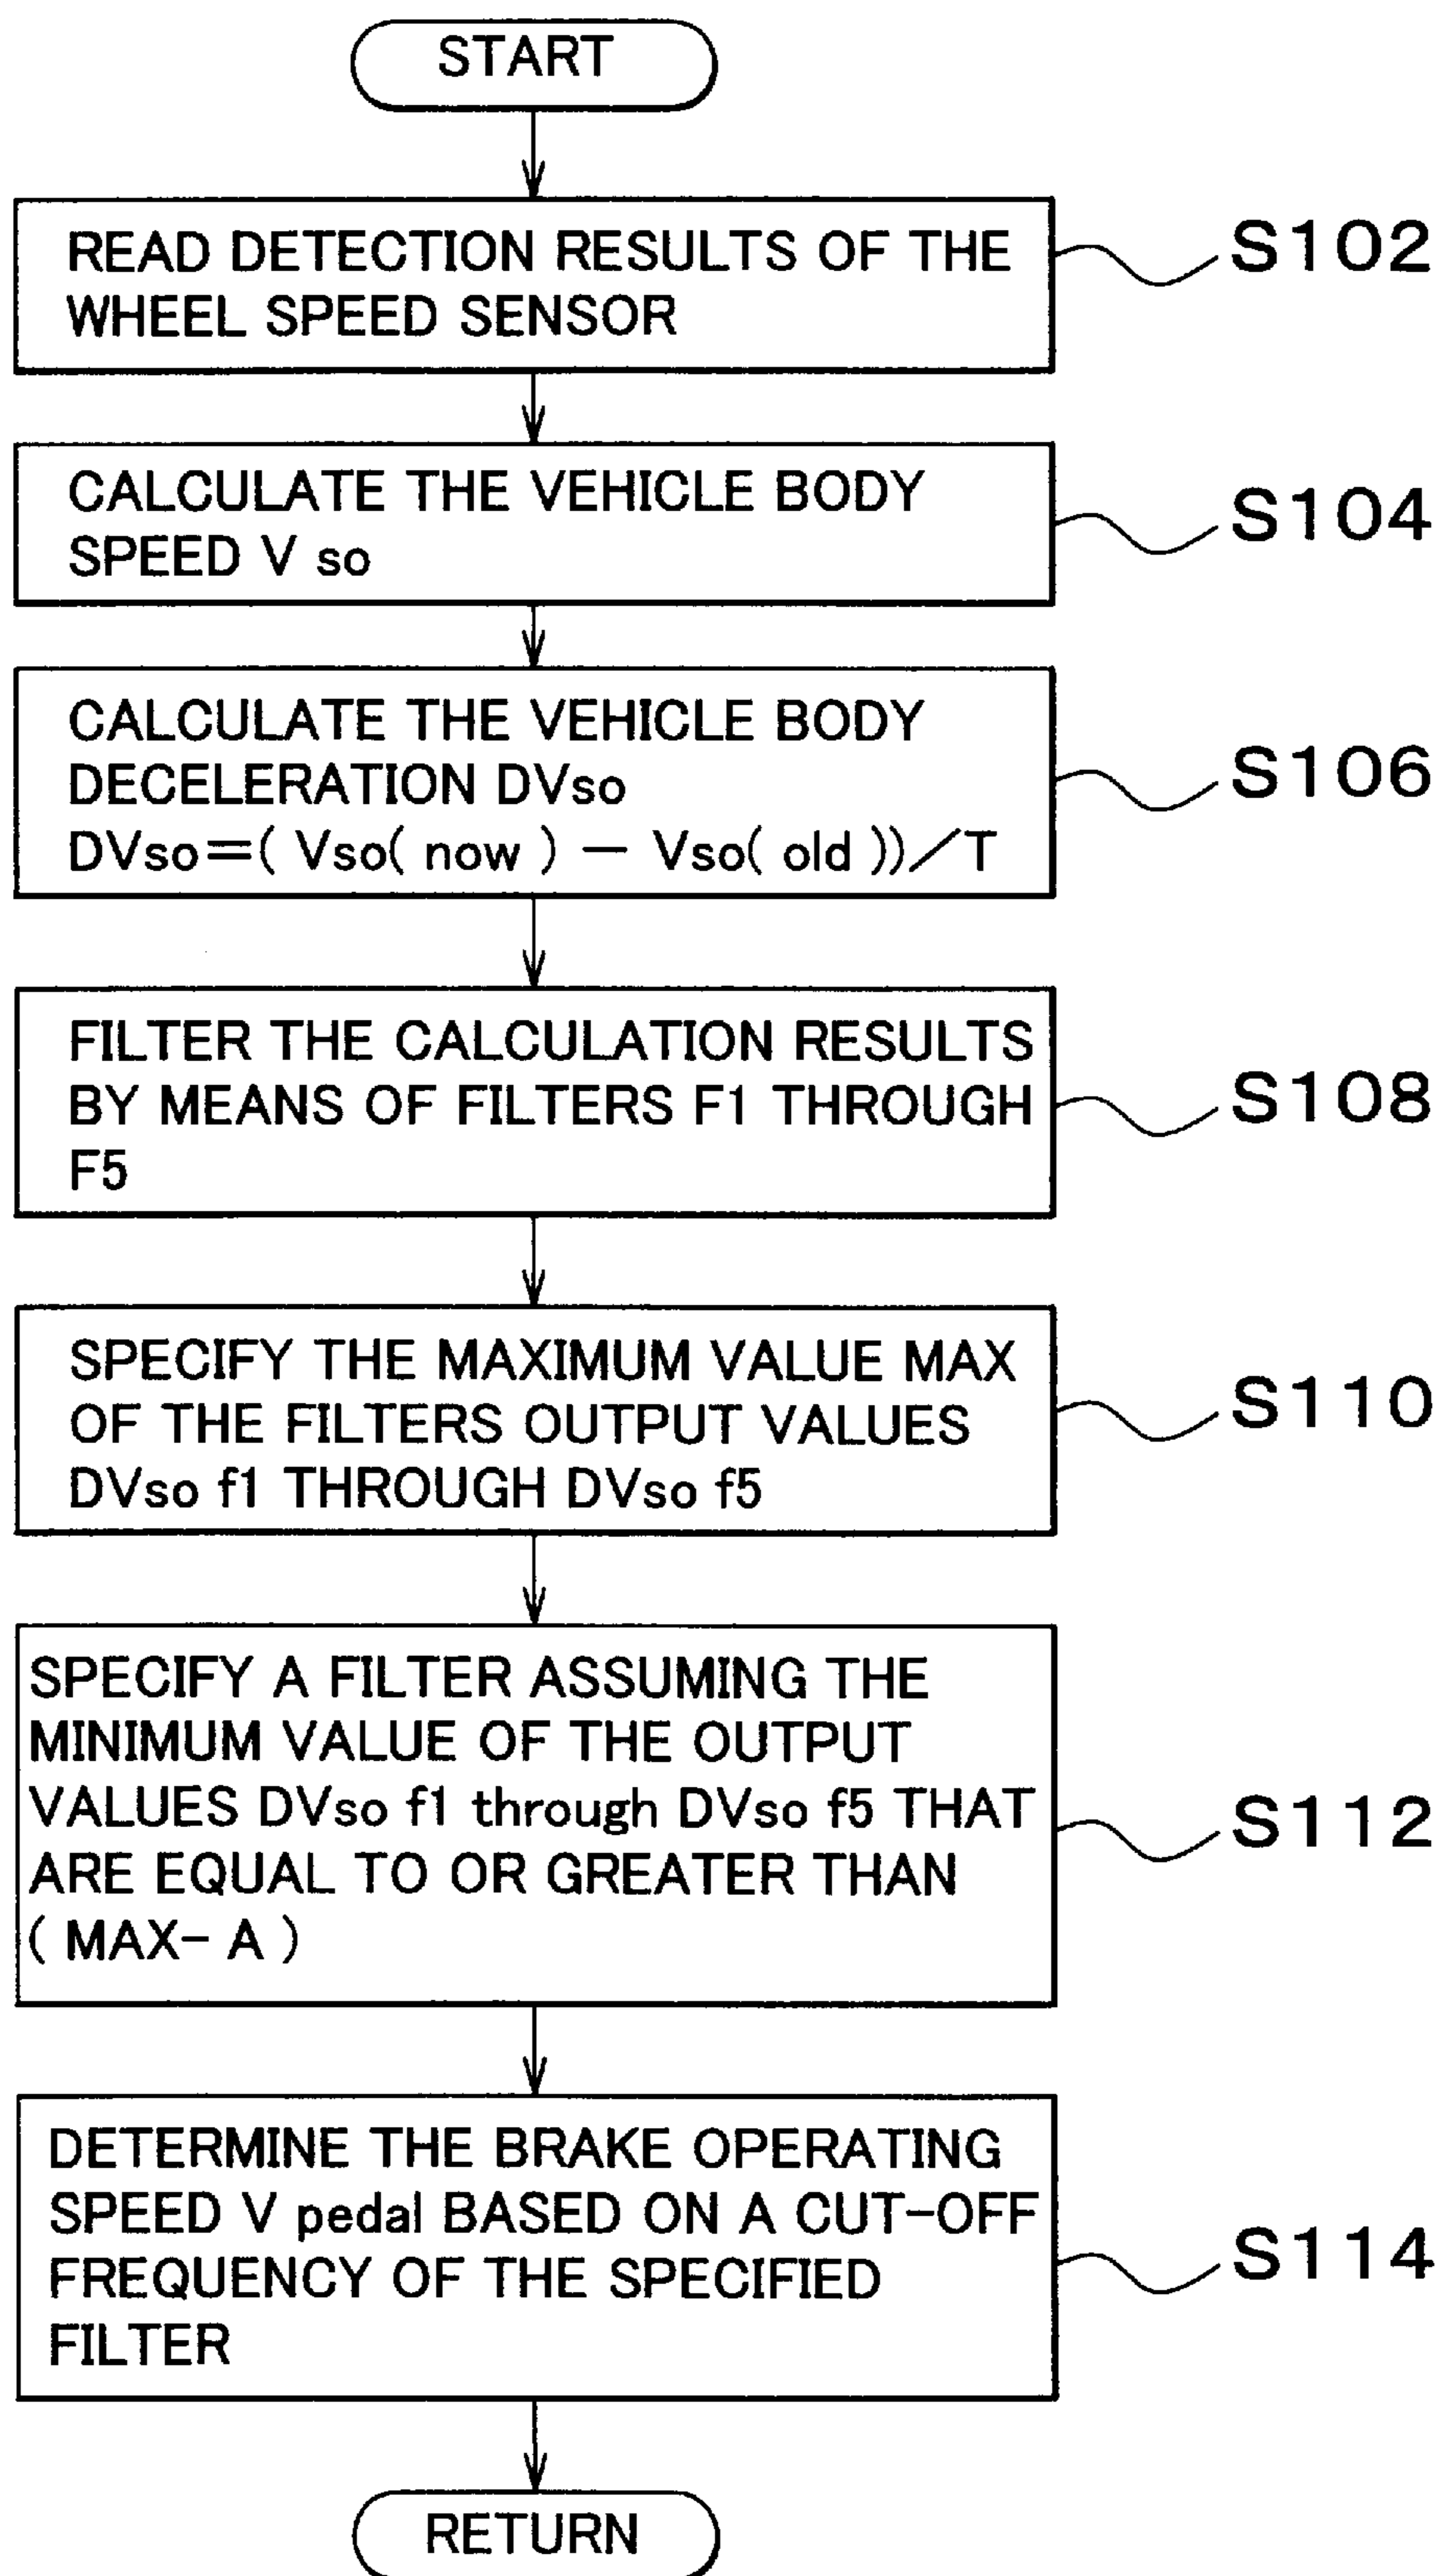 START
READ DETECTION RESULTS OF THE
WHEEL SPEED SENSOR
S102
CALCULATE THE VEHICLE BODY
SPEED V so
S104
CALCULATE THE VEHICLE BODY
DECELERATION DVso
DVso=( Vso( now ) − Vso( old ))/T
S106
FILTER THE CALCULATION RESULTS
BY MEANS OF FILTERS F1 THROUGH
F5
S108
SPECIFY THE MAXIMUM VALUE MAX
OF THE FILTERS OUTPUT VALUES
DVso f1 THROUGH DVso f5
S110
SPECIFY A FILTER ASSUMING THE
MINIMUM VALUE OF THE OUTPUT
VALUES DVso f1 through DVso f5 THAT
ARE EQUAL TO OR GREATER THAN
( MAX− A )
S112
DETERMINE THE BRAKE OPERATING
SPEED V pedal BASED ON A CUT-OFF
FREQUENCY OF THE SPECIFIED
FILTER
S114
RETURN